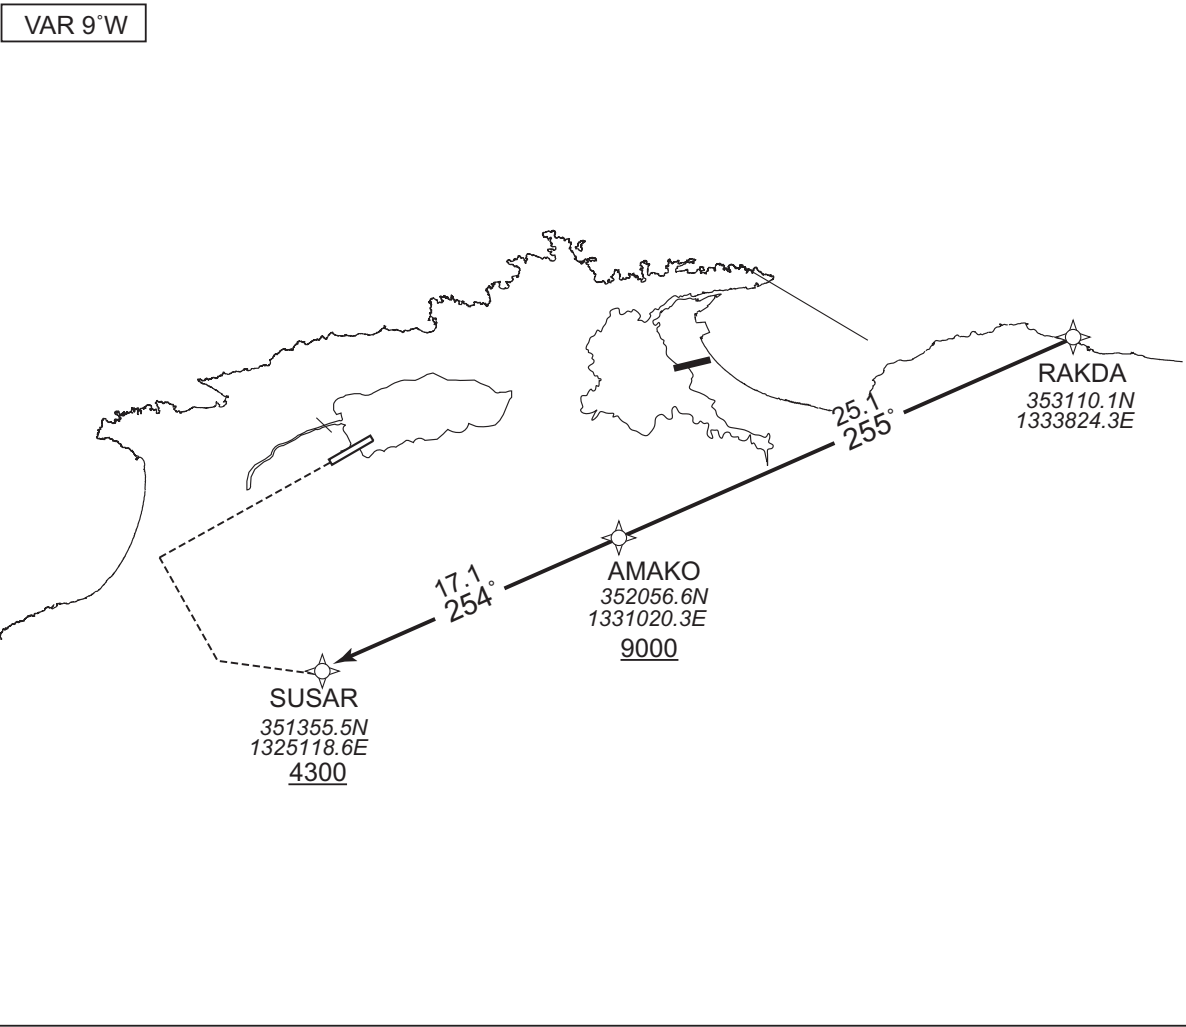 VAR 9˚W
RAKDA
353110.1N
1333824.3E
25.1
255˚
AMAKO
352056.6N
1331020.3E
9000
17.1
254˚
SUSAR
351355.5N
1325118.6E
4300